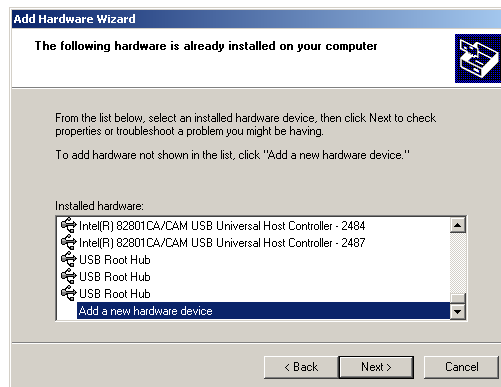 Add Hardware Wizard
The following hardware is already installed on your computer
From the list below, select an installed hardware device, then click Next to check
properties or troubleshoot a problem you might be having.
To add hardware not shown in the list, click "Add a new hardware device."
Installed hardware:
Intel(R) 82801CA/CAM USB Universal Host Controller - 2484
Intel(R) 82801CA/CAM USB Universal Host Controller - 2487
USB Root Hub
USB Root Hub
USB Root Hub
Add a new hardware device
< Back
Next >
Cancel